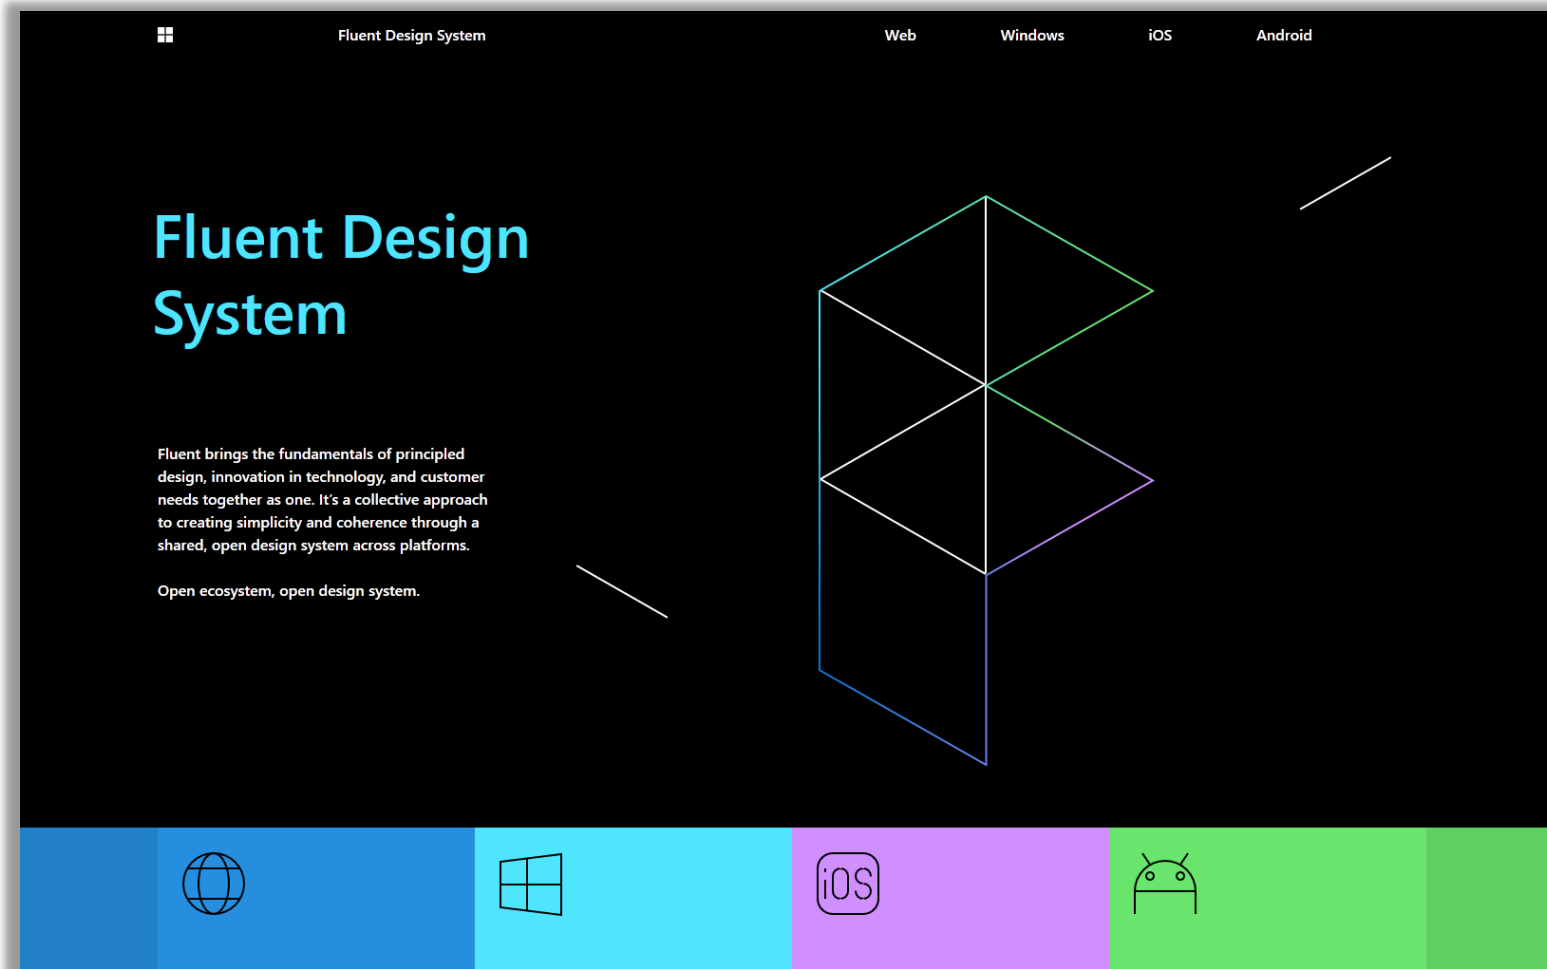 Fluent Design System
Web
Windows
iOS
Android
Fluent Design
System
Fluent brings the fundamentals of principled
design, innovation in technology, and customer
needs together as one. It’s a collective approach
to creating simplicity and coherence through a
shared, open design system across platforms.
Open ecosystem, open design system.
iOS